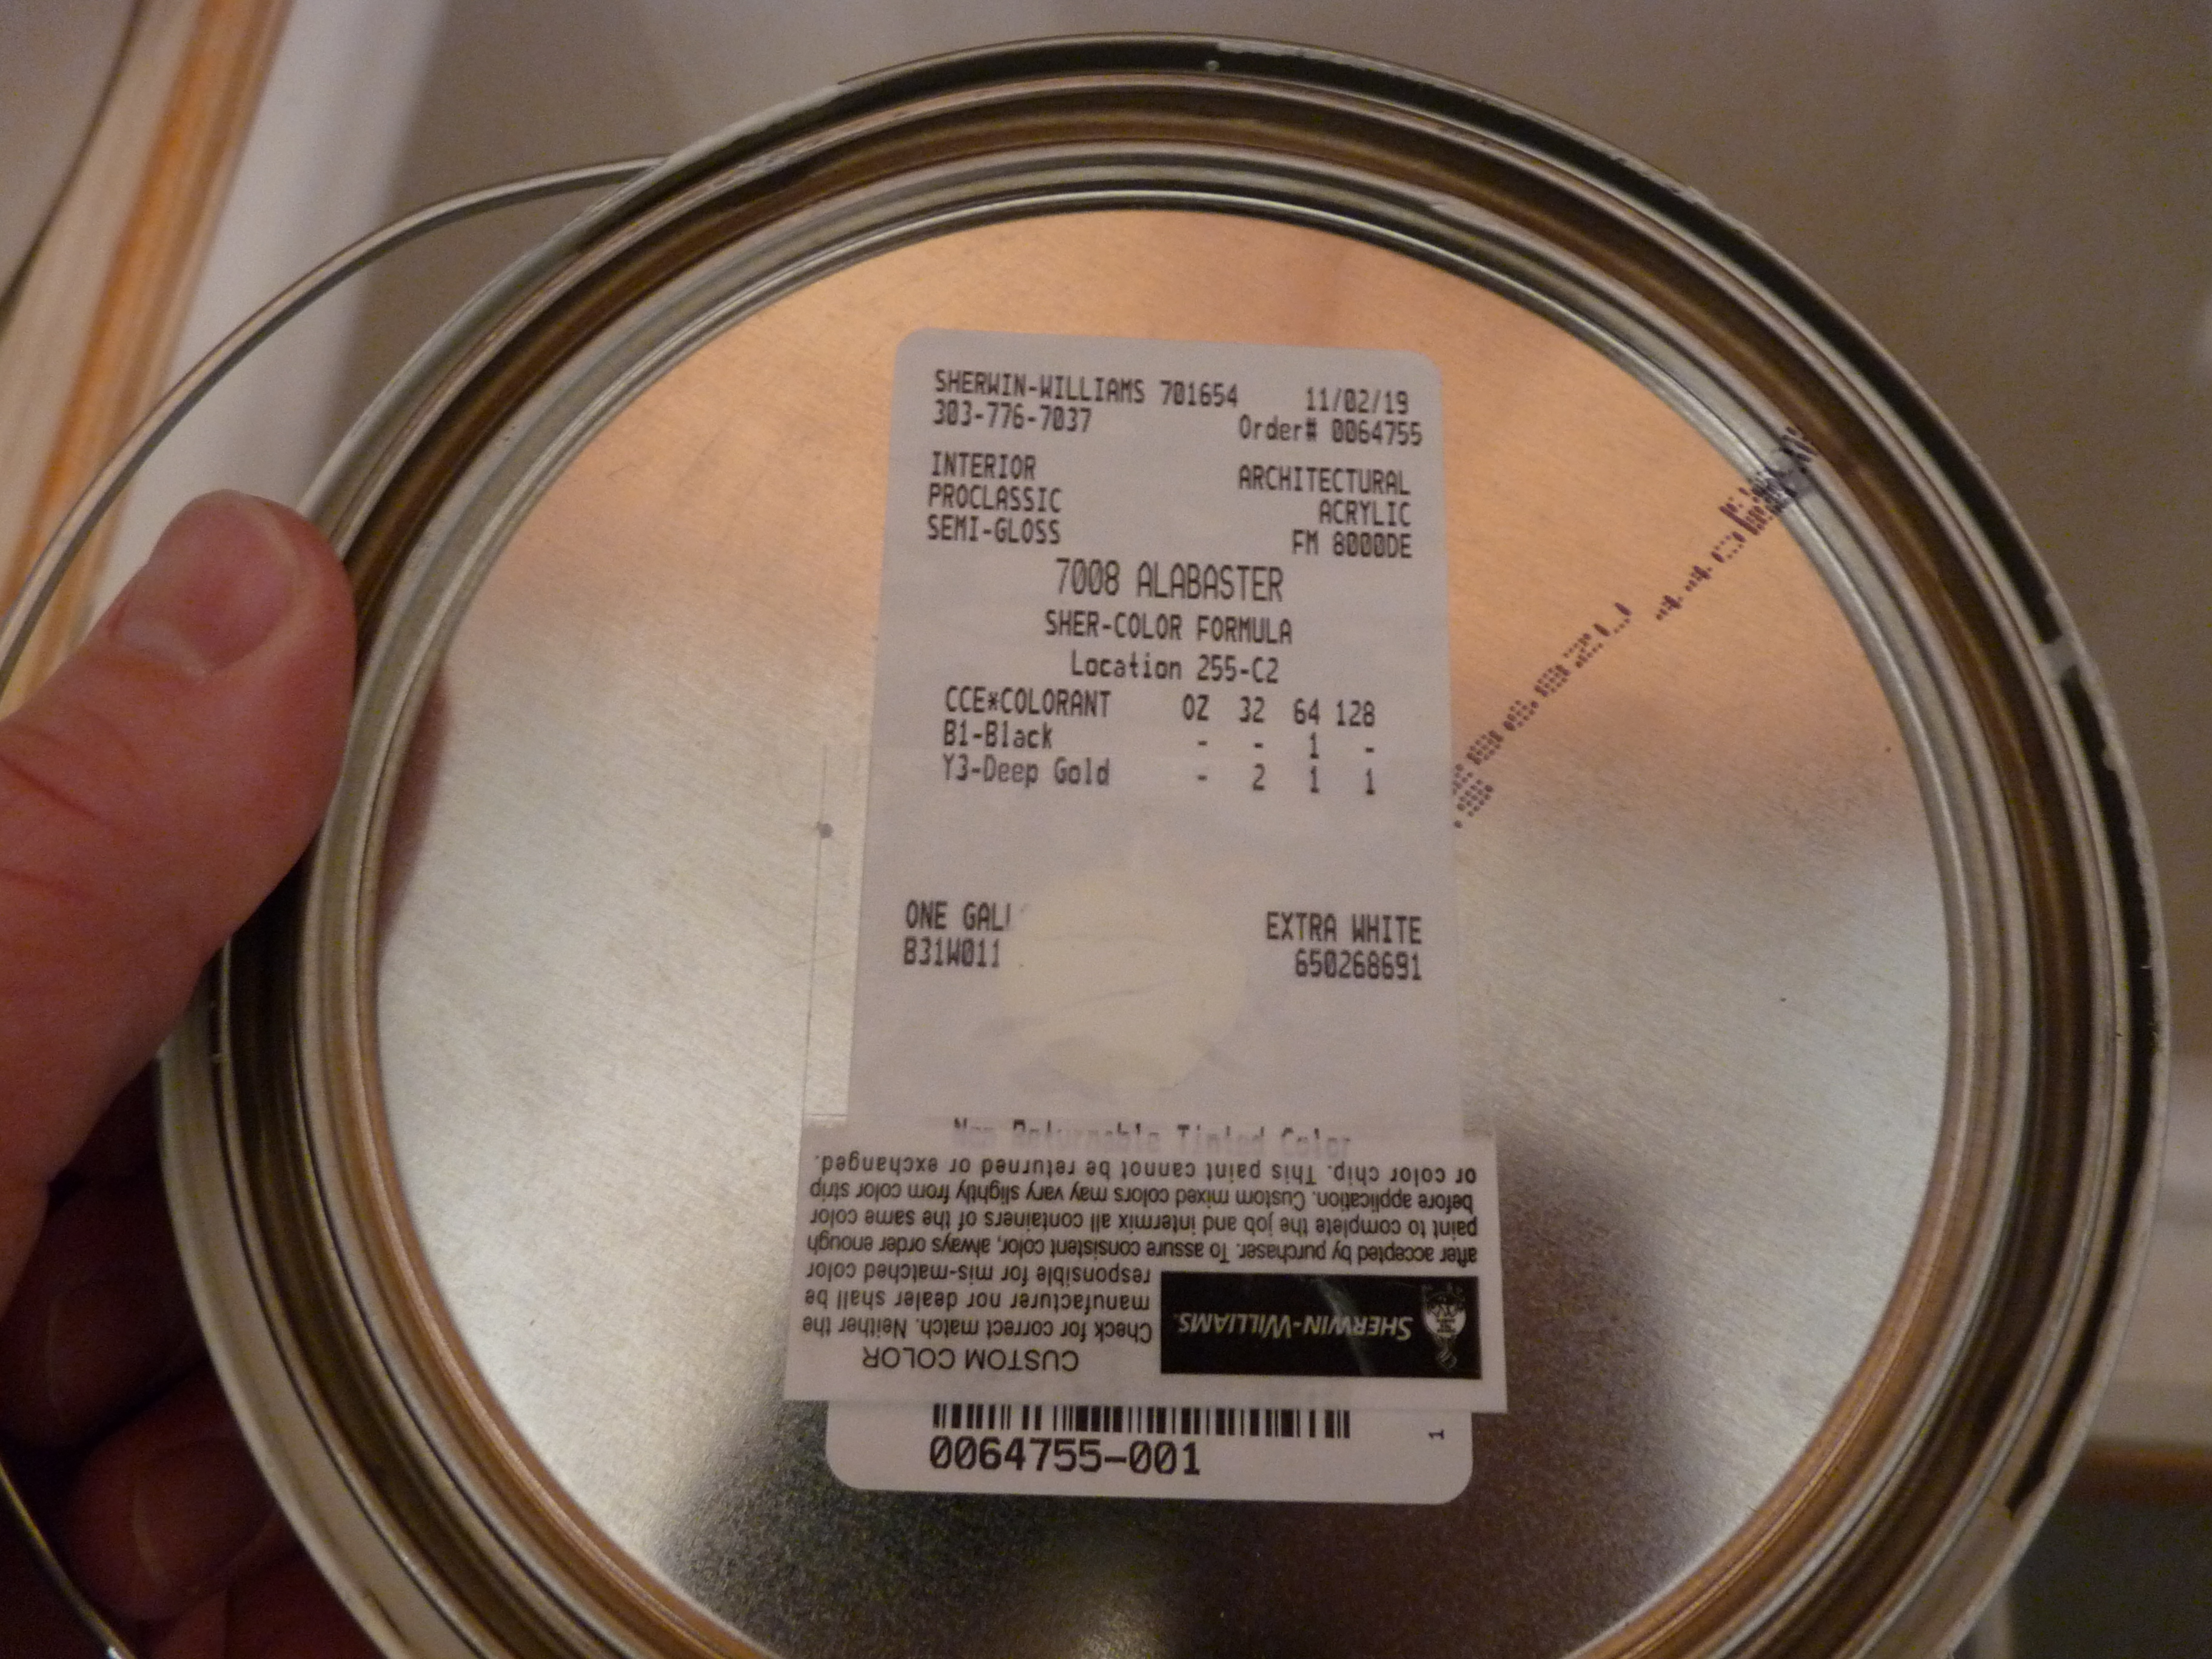 SHERWIN-WILLIAMS 701654 11/02/19
303-776-7037 Order# 0064755
INTERIOR ARCHITECTURAL
PROCLASSIC ACRYLIC
SEMI-GLOSS FM 8000DE
7008 ALABASTER
SHER-COLOR FORMULA
Location 255-C2
CCE*COLORANT OZ 32 64 128
B1-Black - - 1 -
Y3-Deep Gold - 2 1 1
ONE EXTRA WHITE
650268691
Non Returnable Tinted Color
CUSTOM COLOR
Check for correct match. Neither the
manufacturer nor dealer shall be
responsible for mis-matched color
SHERWIN-WILLIAMS.
after accepted by purchaser. To assure consistent color, always order enough
paint to complete the job and intermix all containers of the same color
before application. Custom mixed colors may vary slightly from color strip
or color chip. This paint cannot be returned or exchanged.
0064755-001
1